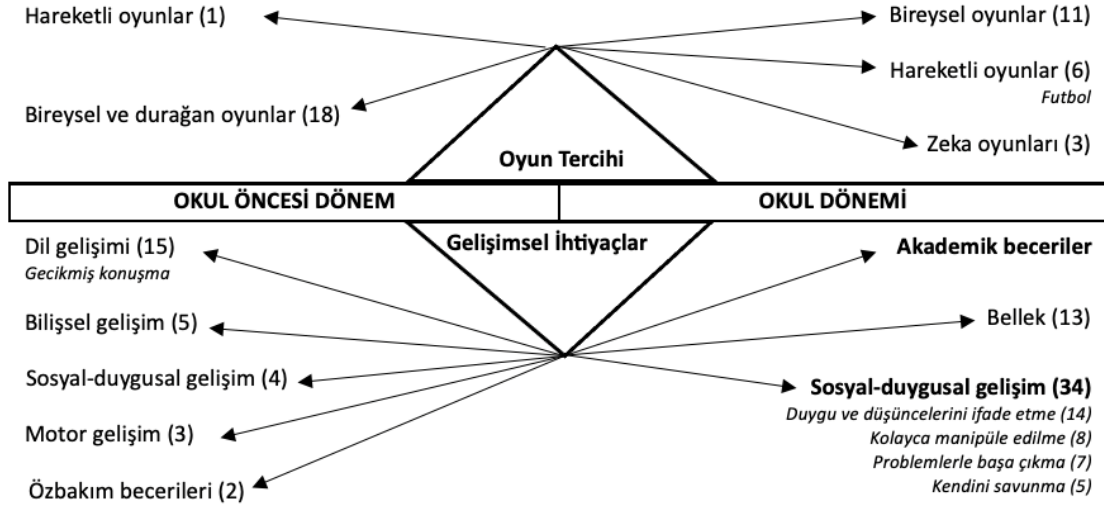 Hareketli oyunlar (1)
Bireysel ve durağan oyunlar (18)
Bireysel oyunlar (11)
Hareketli oyunlar (6)
Futbol
Zeka oyunları (3)
Oyun Tercihi
OKUL ÖNCESİ DÖNEM
OKUL DÖNEMİ
Gelişimsel İhtiyaçlar
Dil gelişimi (15)
Gecikmiş konuşma
Bilişsel gelişim (5)
Sosyal-duygusal gelişim (4)
Motor gelişim (3)
Özbakım becerileri (2)
Akademik beceriler
Bellek (13)
Sosyal-duygusal gelişim (34)
Duygu ve düşüncelerini ifade etme (14)
Kolayca manipüle edilme (8)
Problemlerle başa çıkma (7)
Kendini savunma (5)